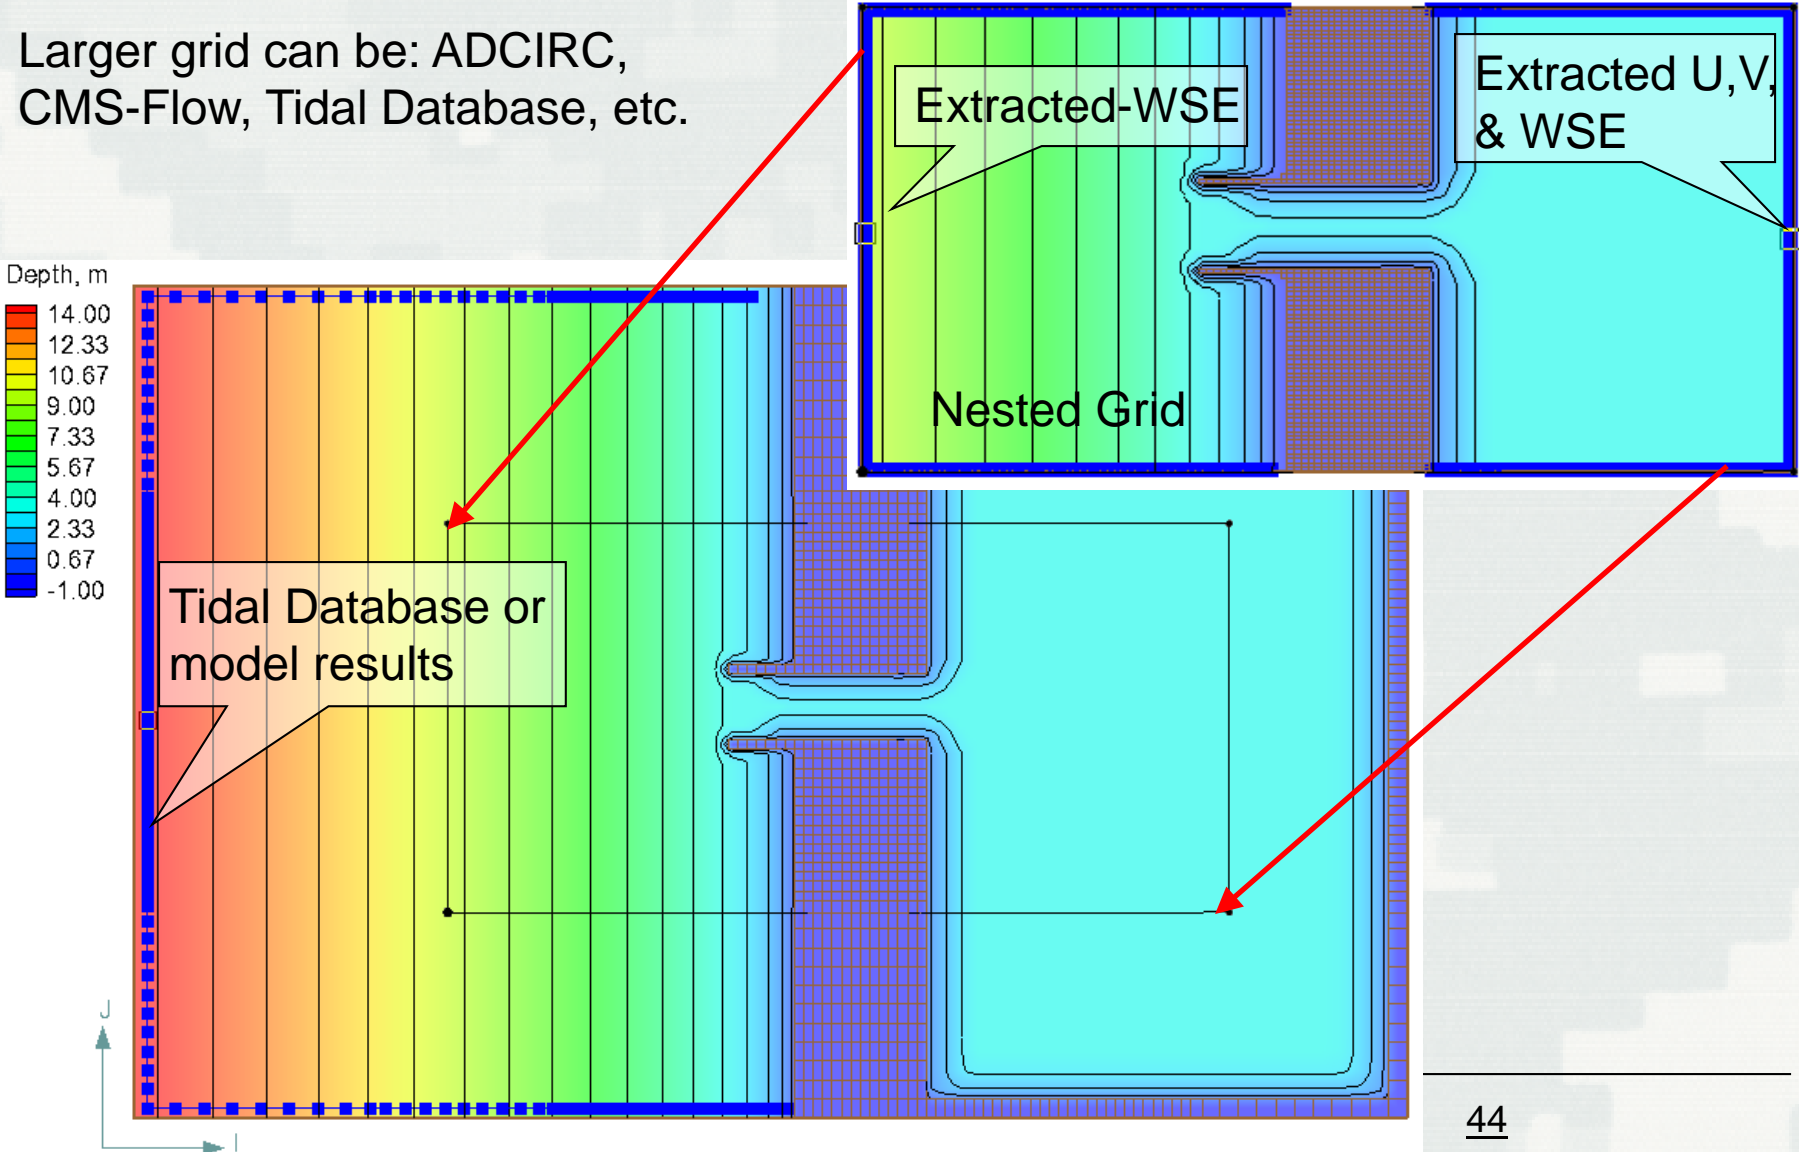 Larger grid can be: ADCIRC,
CMS-Flow, Tidal Database, etc.
Extracted-WSE
Extracted U,V,
& WSE
Nested Grid
Depth, m
14.00
12.33
10.67
9.00
7.33
5.67
4.00
2.33
0.67
-1.00
Tidal Database or
model results
J
I
44